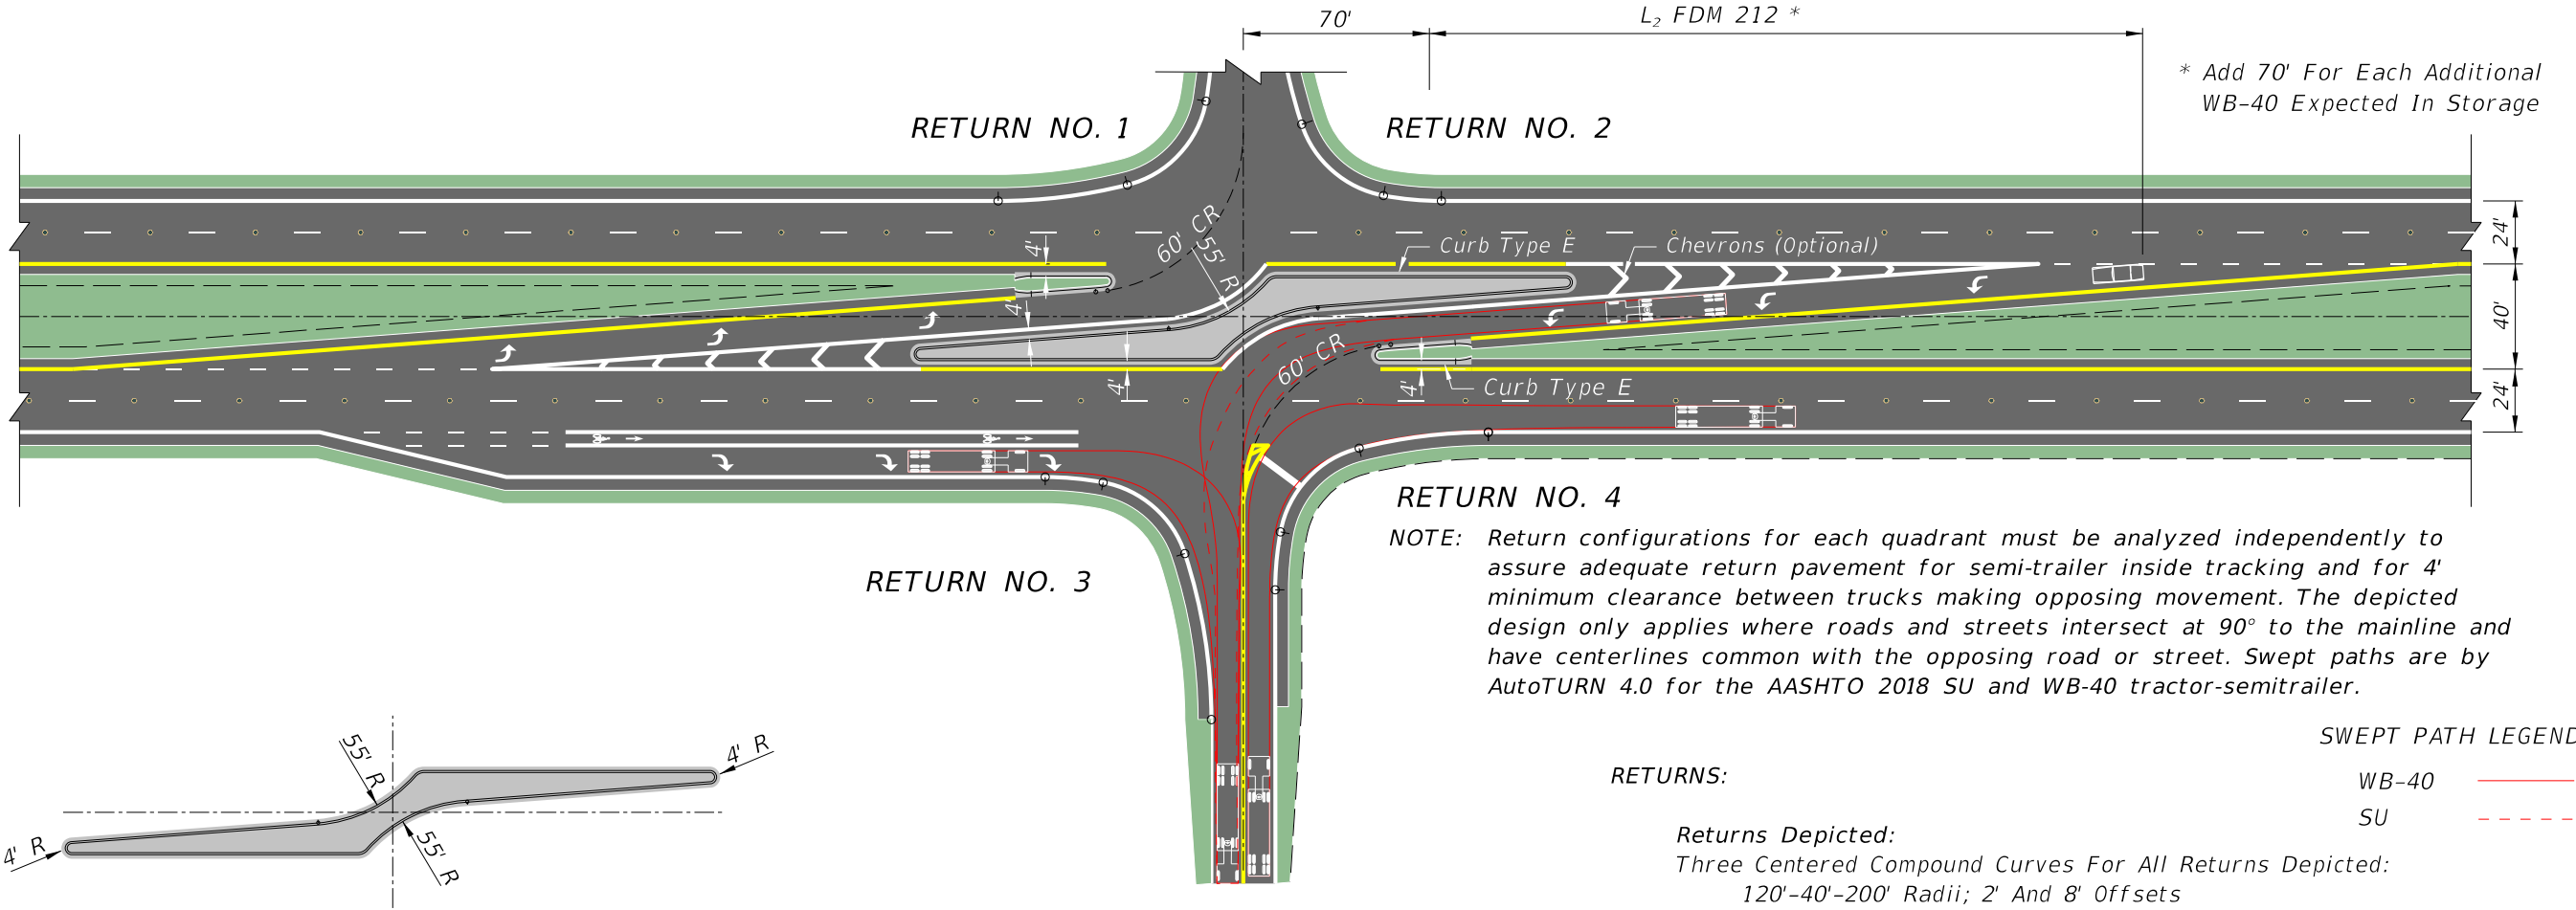 70'
L₂ FDM 212 *
* Add 70' For Each Additional
WB-40 Expected In Storage
RETURN NO. 1
RETURN NO. 2
24'
40'
24'
4'
60' CR
55' R
Curb Type E
Chevrons (Optional)
4'
4'
60' CR
4'
Curb Type E
RETURN NO. 4
RETURN NO. 3
NOTE: Return configurations for each quadrant must be analyzed independently to
assure adequate return pavement for semi-trailer inside tracking and for 4'
minimum clearance between trucks making opposing movement. The depicted
design only applies where roads and streets intersect at 90° to the mainline and
have centerlines common with the opposing road or street. Swept paths are by
AutoTURN 4.0 for the AASHTO 2018 SU and WB-40 tractor-semitrailer.
SWEPT PATH LEGEND
WB-40
SU
RETURNS:
Returns Depicted:
Three Centered Compound Curves For All Returns Depicted:
120'-40'-200' Radii; 2' And 8' Offsets
55' R
4' R
4' R
55' R